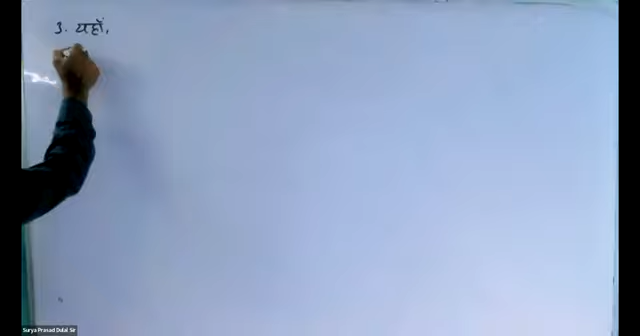 3. यहाँ,
Surya Prasad Dulal Sir